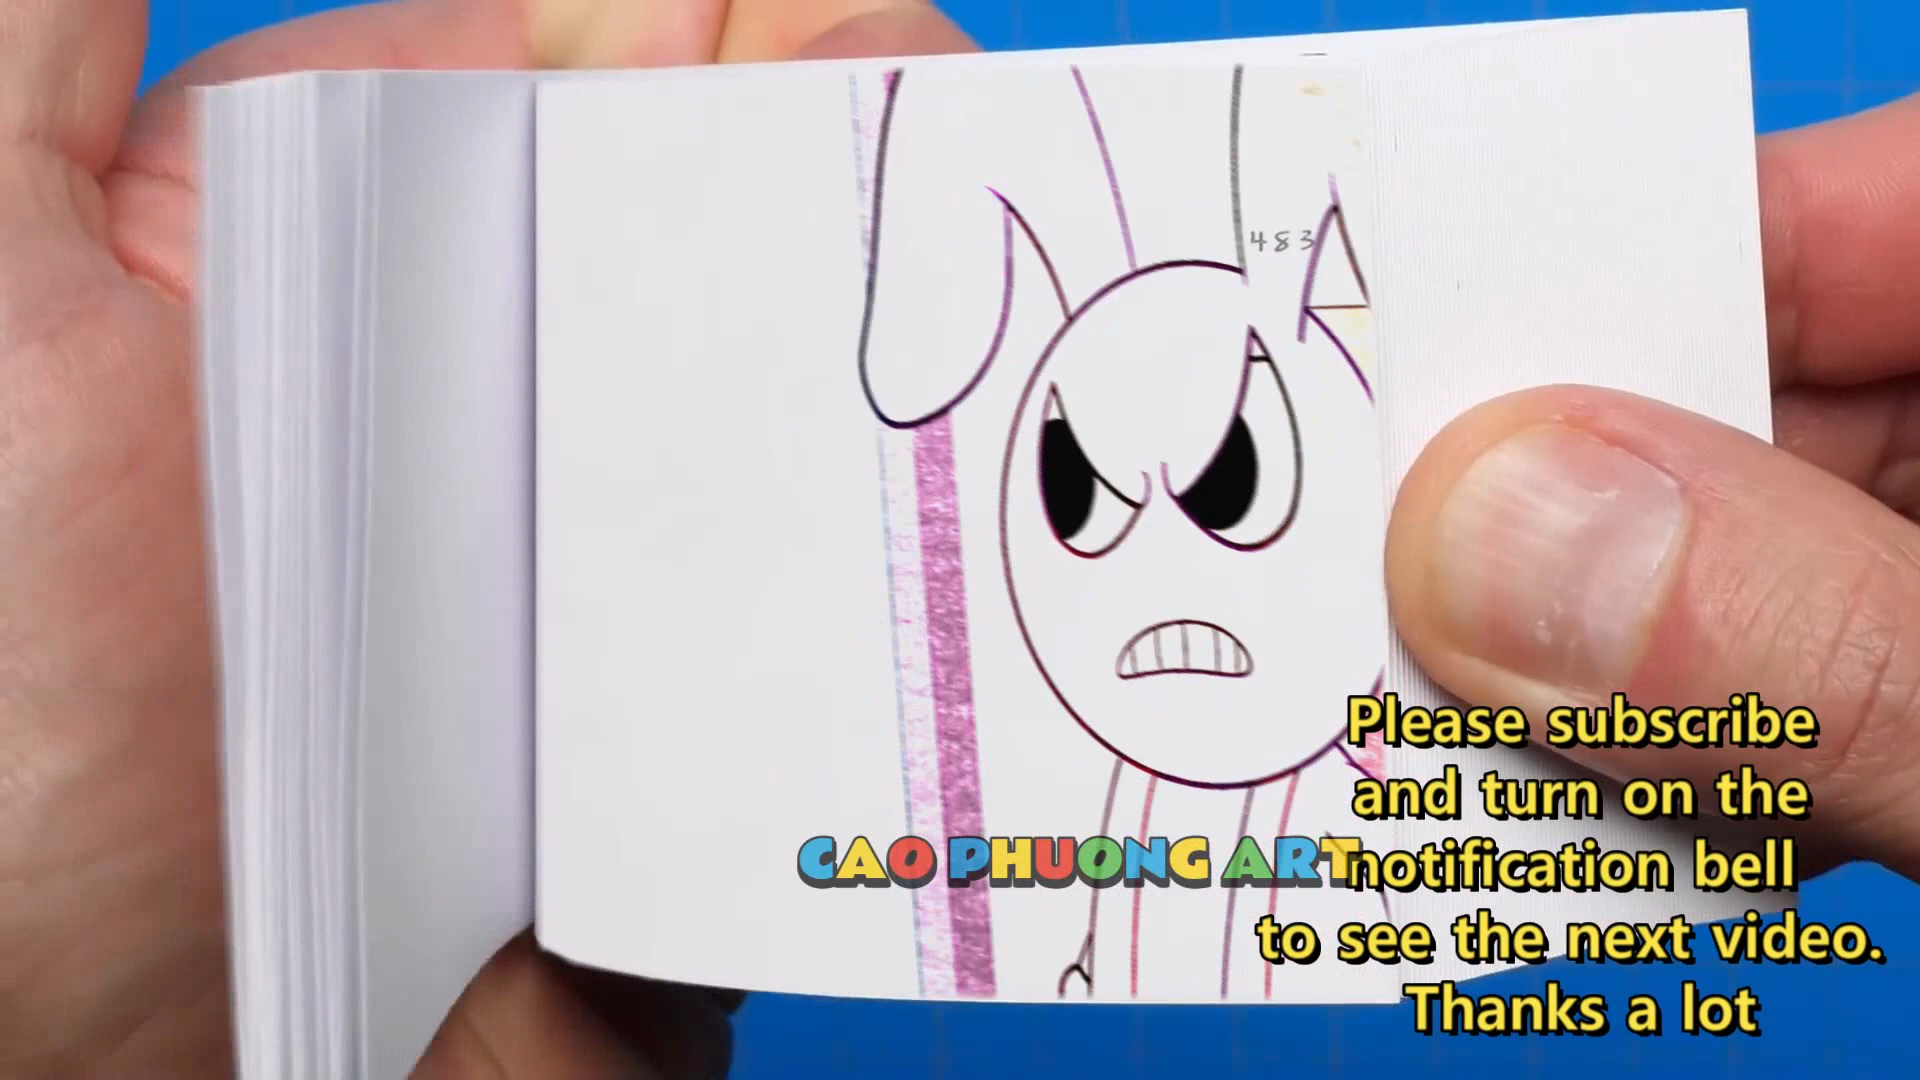 483
CAO PHUONG ART
Please subscribe
and turn on the
notification bell
to see the next video.
Thanks a lot